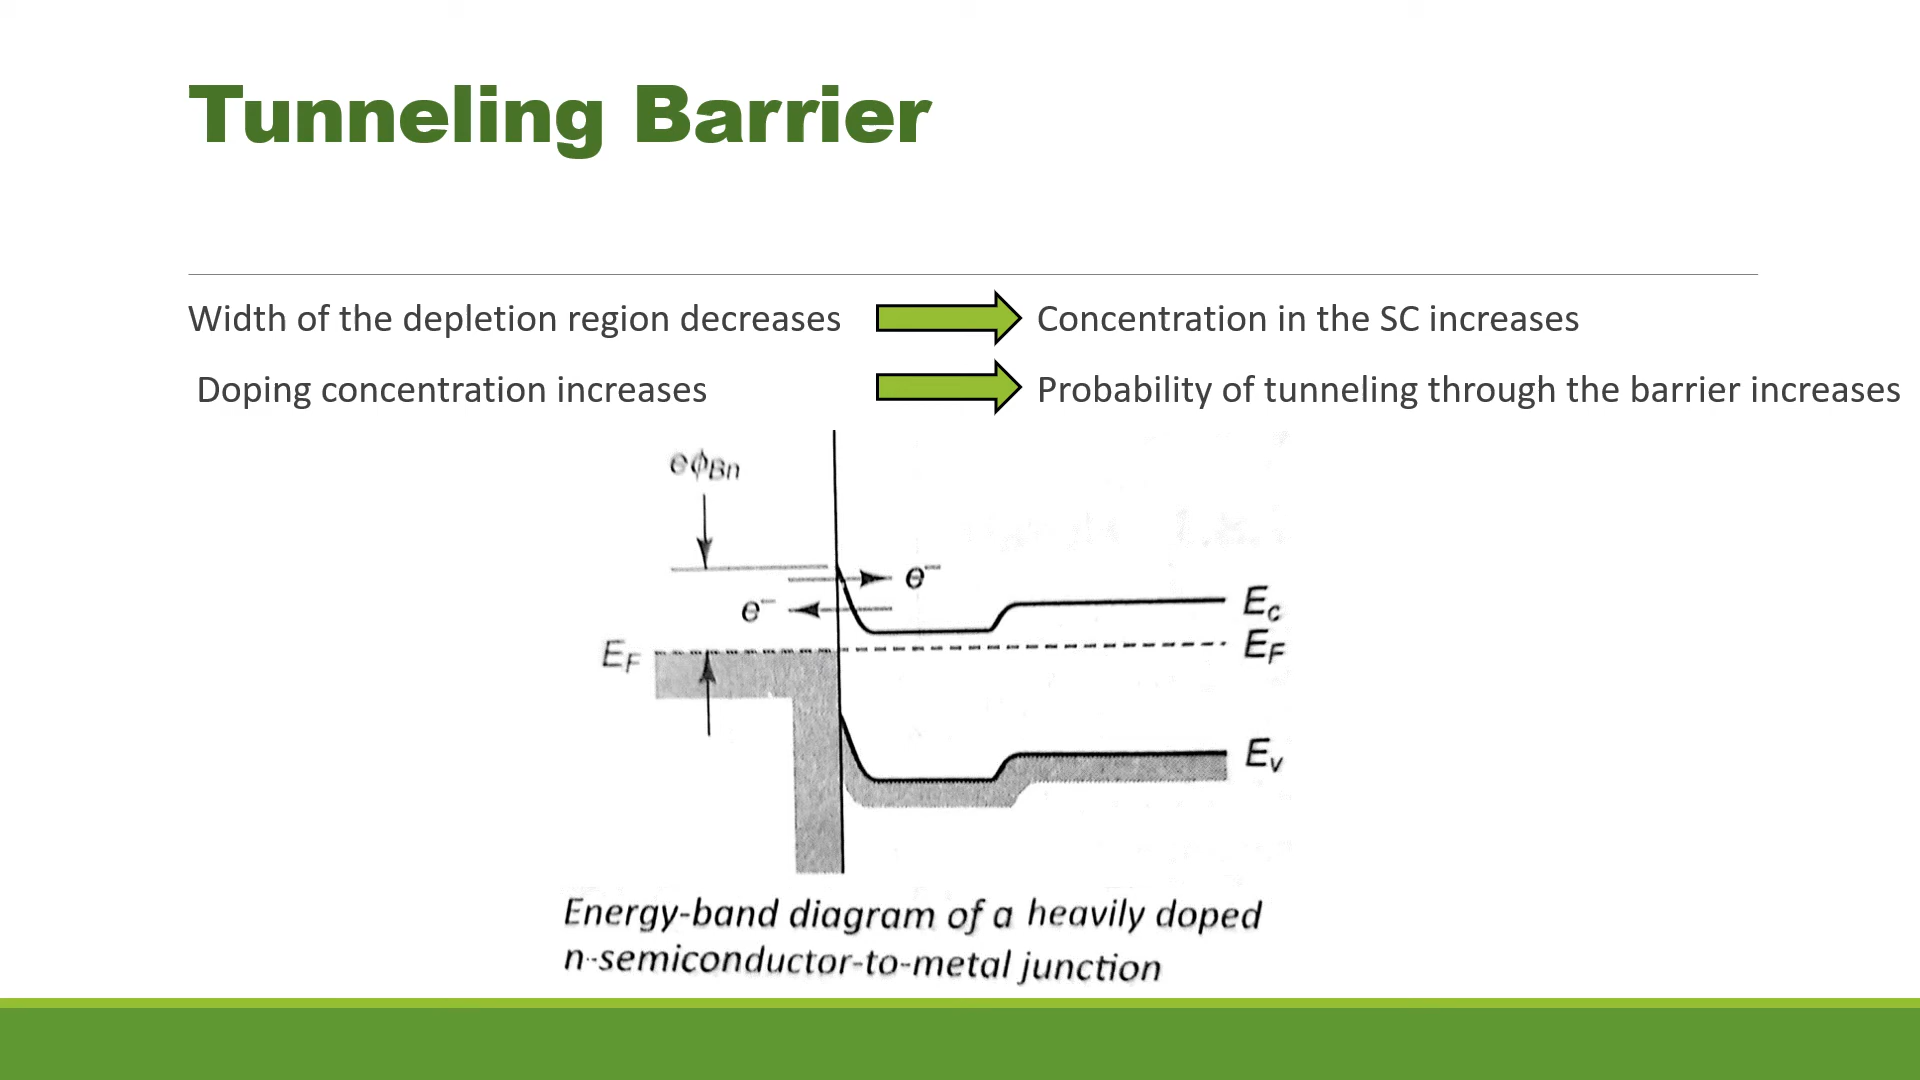 Tunneling Barrier
Width of the depletion region decreases
Concentration in the SC increases
Doping concentration increases
Probability of tunneling through the barrier increases
eϕBn
e⁻
e⁻
Ec
EF
EF
Ev
Energy-band diagram of a heavily doped
n-semiconductor-to-metal junction